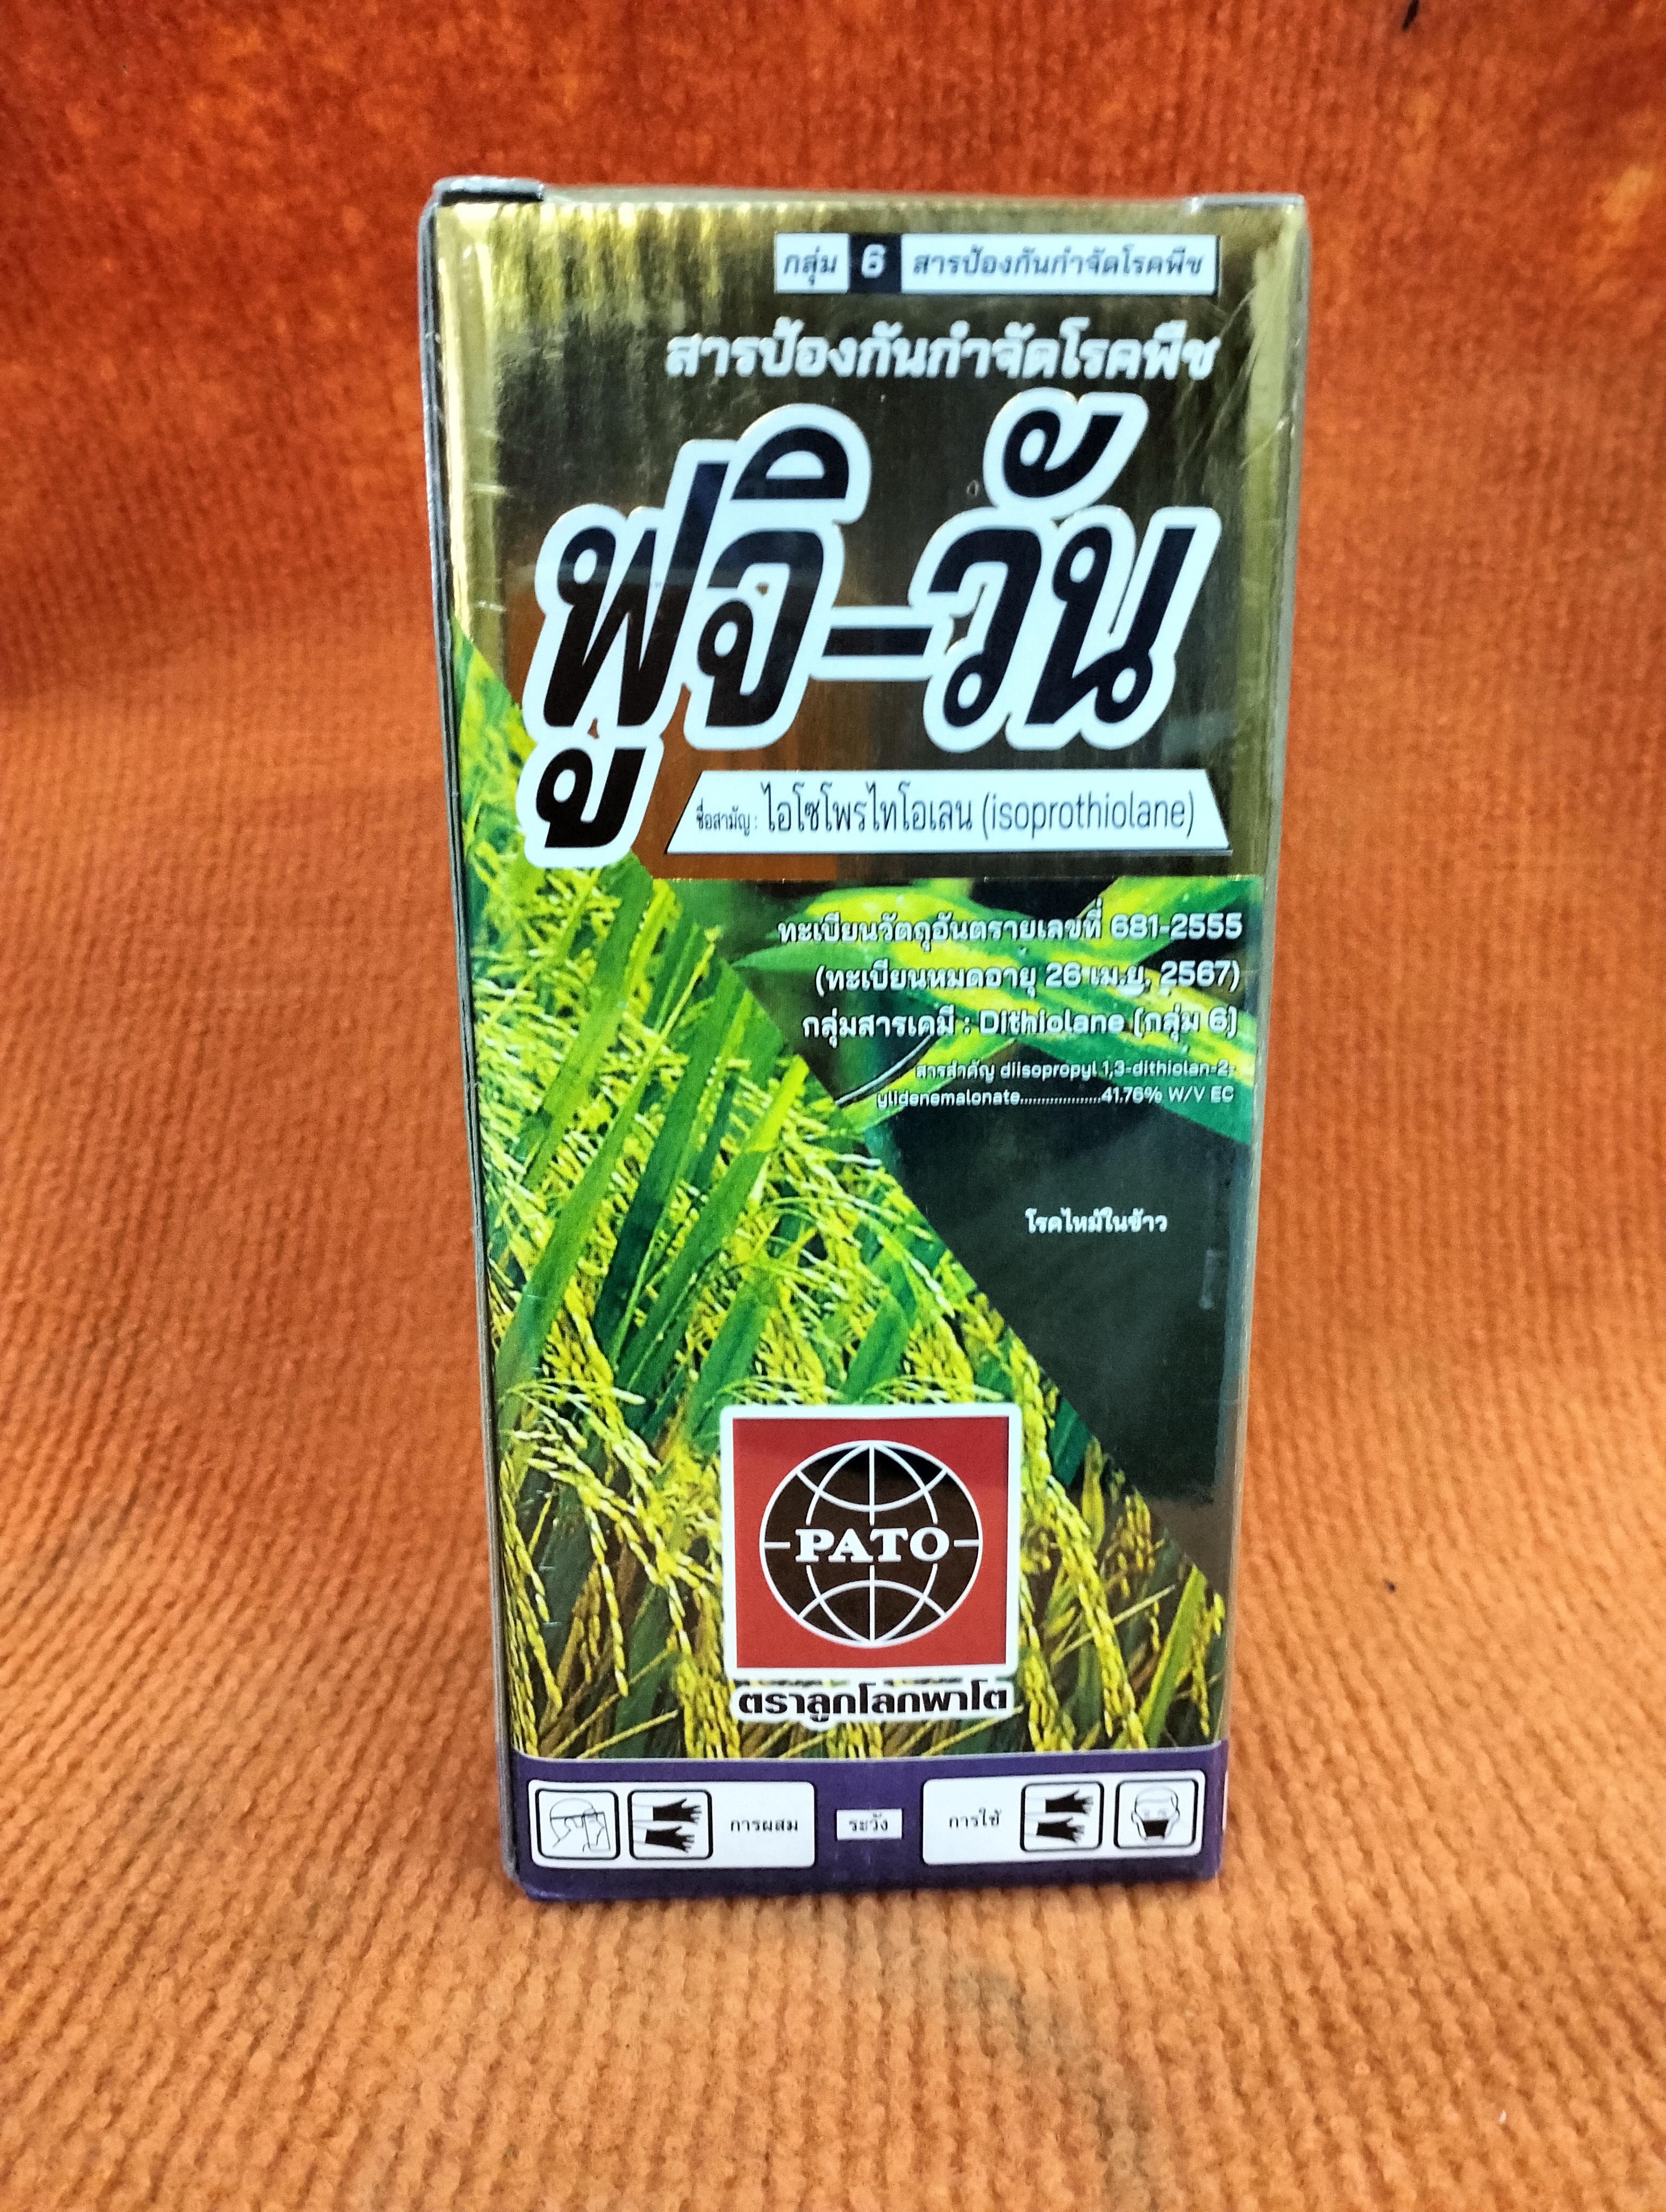 กลุ่ม 6 สารป้องกันกำจัดโรคพืช
สารป้องกันกำจัดโรคพืช
ฟูจิ-วัน
ชื่อสามัญ : ไอโซโพรไทโอเลน (isoprothiolane)
ทะเบียนวัตถุอันตรายเลขที่ 681-2555
(ทะเบียนหมดอายุ 26 เม.ย. 2567)
กลุ่มสารเคมี : Dithiolane (กลุ่ม 6)
สารสำคัญ diisopropyl 1,3-dithiolan-2-
ylidenemalonate...................41.76% W/V EC
โรคไหม้ในข้าว
PATO
ตราลูกโลกพาโต
การผสม ระวัง การใช้